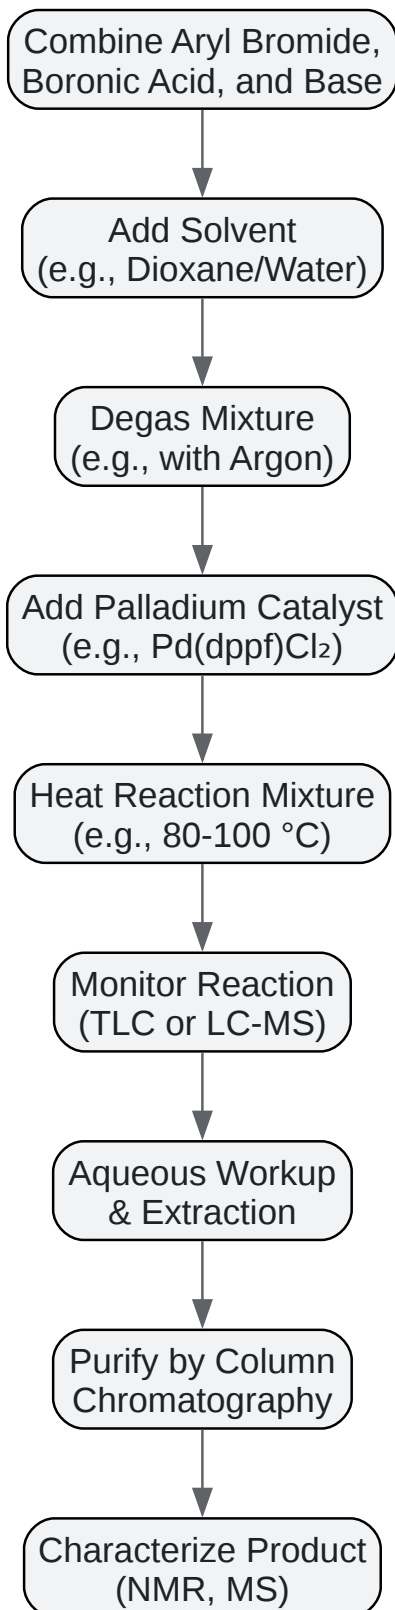 Combine Aryl Bromide,
Boronic Acid, and Base
Add Solvent
(e.g., Dioxane/Water)
Degas Mixture
(e.g., with Argon)
Add Palladium Catalyst
(e.g., Pd(dppf)Cl₂)
Heat Reaction Mixture
(e.g., 80-100 °C)
Monitor Reaction
(TLC or LC-MS)
Aqueous Workup
& Extraction
Purify by Column
Chromatography
Characterize Product
(NMR, MS)